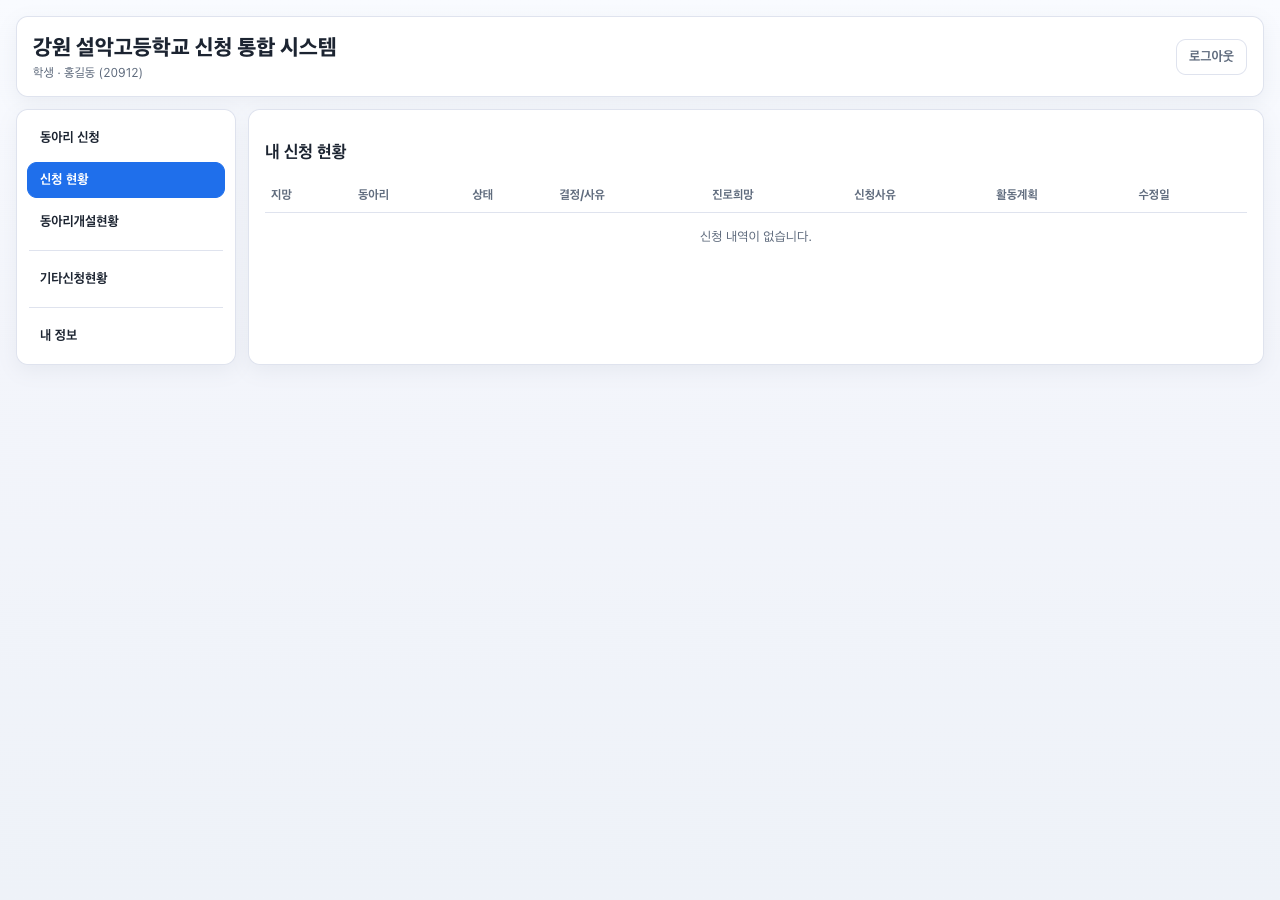 강원 설악고등학교 신청 통합 시스템
학생 · 홍길동 (20912)
로그아웃
동아리 신청
신청 현황
동아리개설현황
기타신청현황
내 정보
내 신청 현황
지망 동아리 상태 결정/사유 진로희망 신청사유 활동계획 수정일
신청 내역이 없습니다.